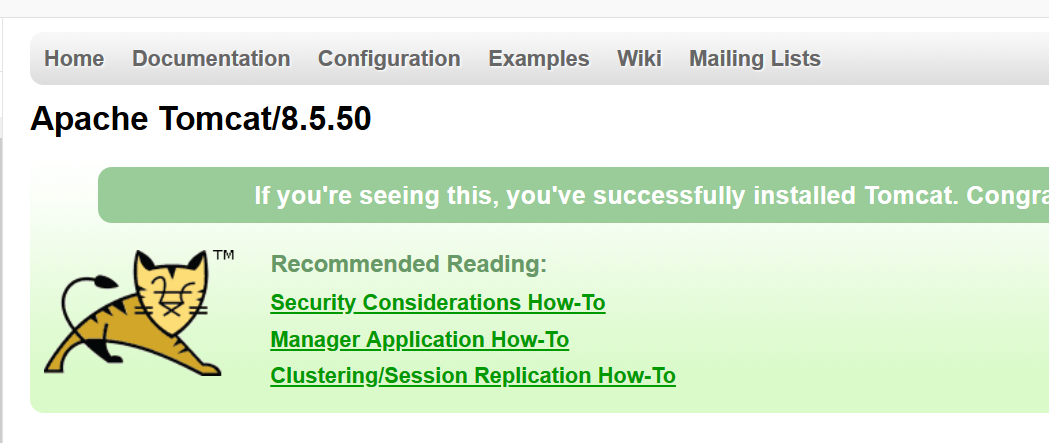 Home Documentation Configuration Examples Wiki Mailing Lists
Apache Tomcat/8.5.50
If you're seeing this, you've successfully installed Tomcat.
TM
Recommended Reading:
Security Considerations How-To
Manager Application How-To
Clustering/Session Replication How-To